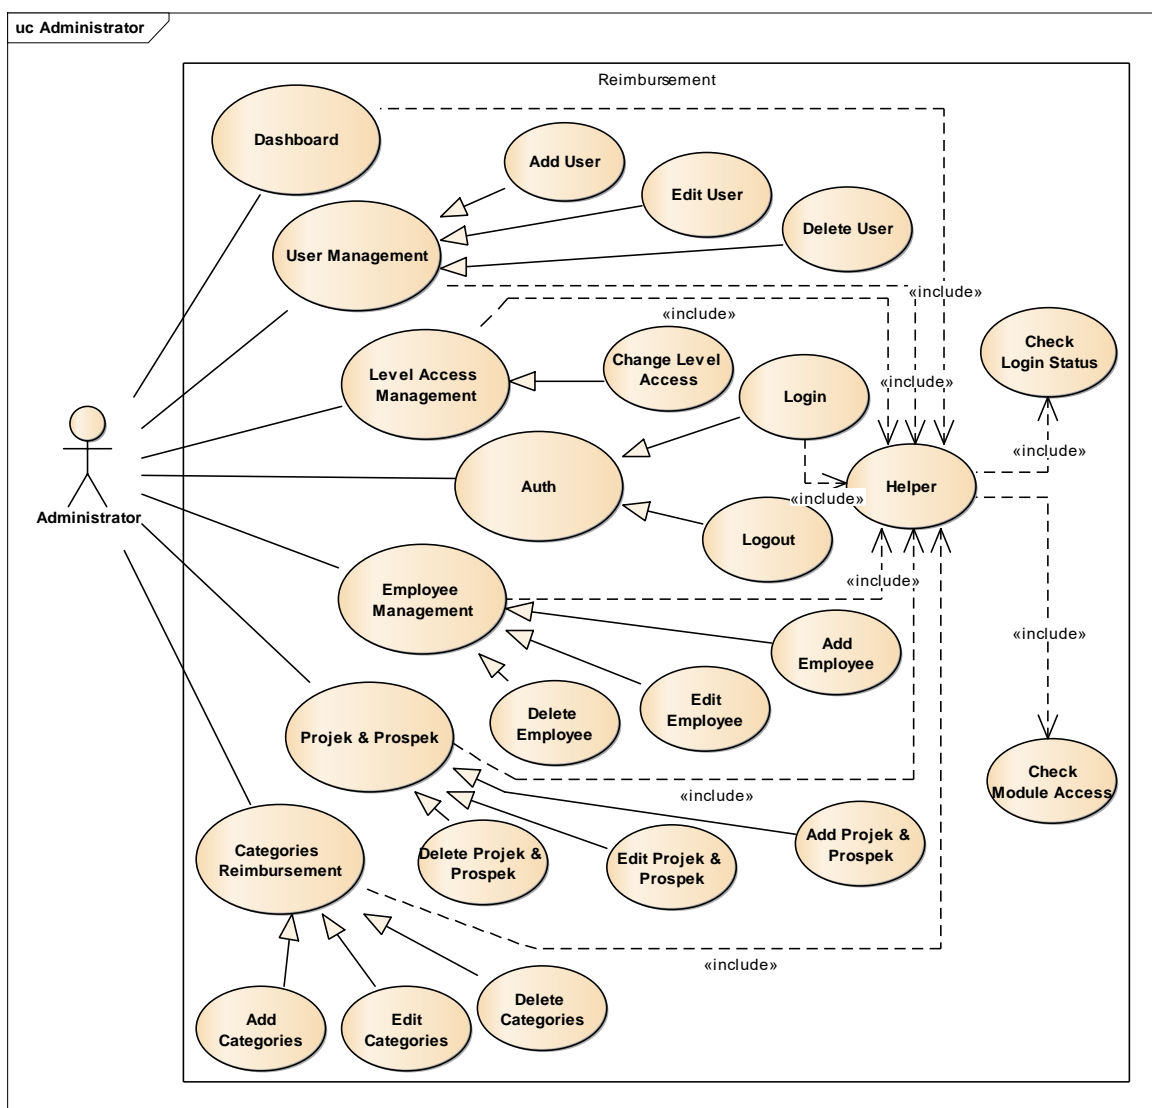 uc Administrator
Reimbursement
Dashboard
Add User
Edit User
Delete User
User Management
«include»
«include»
Check
Login Status
Change Level
Access
Level Access
Management
«include»
Login
Administrator
Auth
Helper
«include»
«include»
Logout
Employee
Management
«include»
Add
Employee
«include»
Delete
Employee
Edit
Employee
Projek & Prospek
«include»
Check
Module Access
Categories
Reimbursement
Delete Projek &
Prospek
Edit Projek &
Prospek
Add Projek &
Prospek
«include»
Add
Categories
Edit
Categories
Delete
Categories